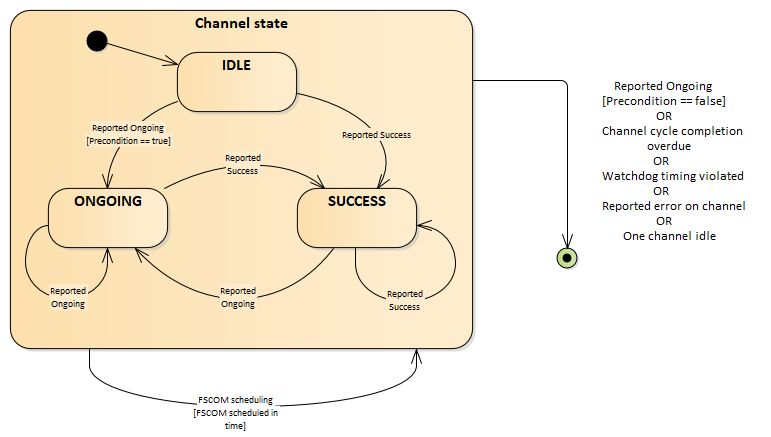 Channel state
IDLE
Reported Ongoing
[Precondition == true]
Reported Success
Reported
Success
ONGOING
SUCCESS
Reported
Ongoing
Reported
Ongoing
Reported
Success
FSCOM scheduling
[FSCOM scheduled in
time]
Reported Ongoing
[Precondition == false]
OR
Channel cycle completion
overdue
OR
Watchdog timing violated
OR
Reported error on channel
OR
One channel idle